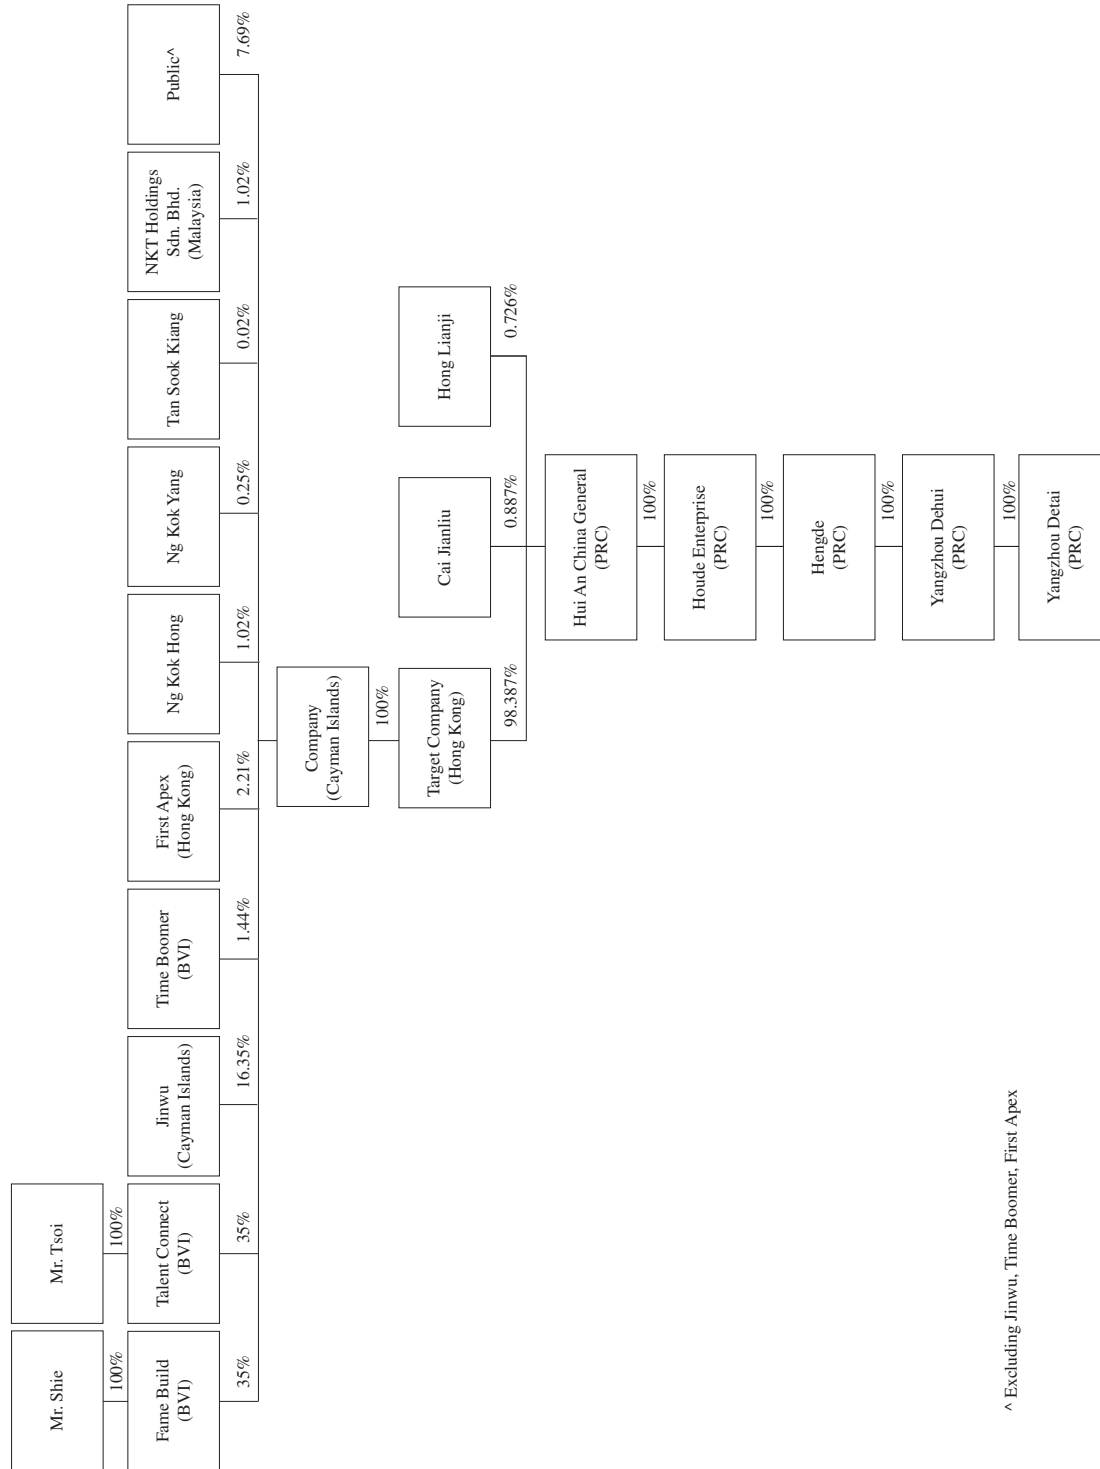 Mr. Shie
Mr. Tsoi
100%
100%
Fame Build
(BVI)
Talent Connect
(BVI)
Jinwu
(Cayman Islands)
Time Boomer
(BVI)
First Apex
(Hong Kong)
Ng Kok Hong
Ng Kok Yang
Tan Sook Kiang
NKT Holdings
Sdn. Bhd.
(Malaysia)
Public^
35%
35%
16.35%
1.44%
2.21%
1.02%
0.25%
0.02%
1.02%
7.69%
Company
(Cayman Islands)
100%
Target Company
(Hong Kong)
Cai Jianliu
Hong Lianji
98.387%
0.887%
0.726%
Hui An China General
(PRC)
100%
Houde Enterprise
(PRC)
100%
Hengde
(PRC)
100%
Yangzhou Dehui
(PRC)
100%
Yangzhou Detai
(PRC)
^ Excluding Jinwu, Time Boomer, First Apex